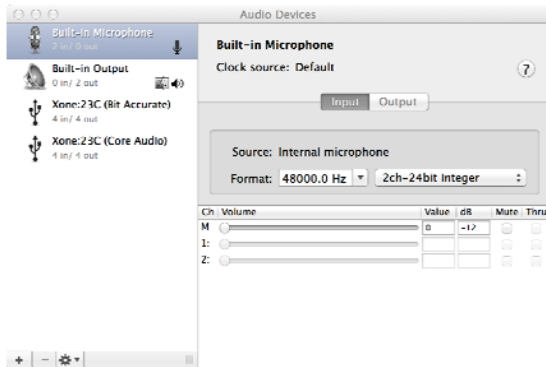 Audio Devices
Built-in Microphone
2 in/ 0 out
Built-in Output
0 in/ 2 out
Xone:23C (Bit Accurate)
4 in/ 4 out
Xone:23C (Core Audio)
4 in/ 4 out
Built-in Microphone
Clock source: Default
?
Input Output
Source: Internal microphone
Format: 48000.0 Hz 2ch-24bit Integer
Ch Volume Value dB Mute Thru
M 0 -12
1:
2: